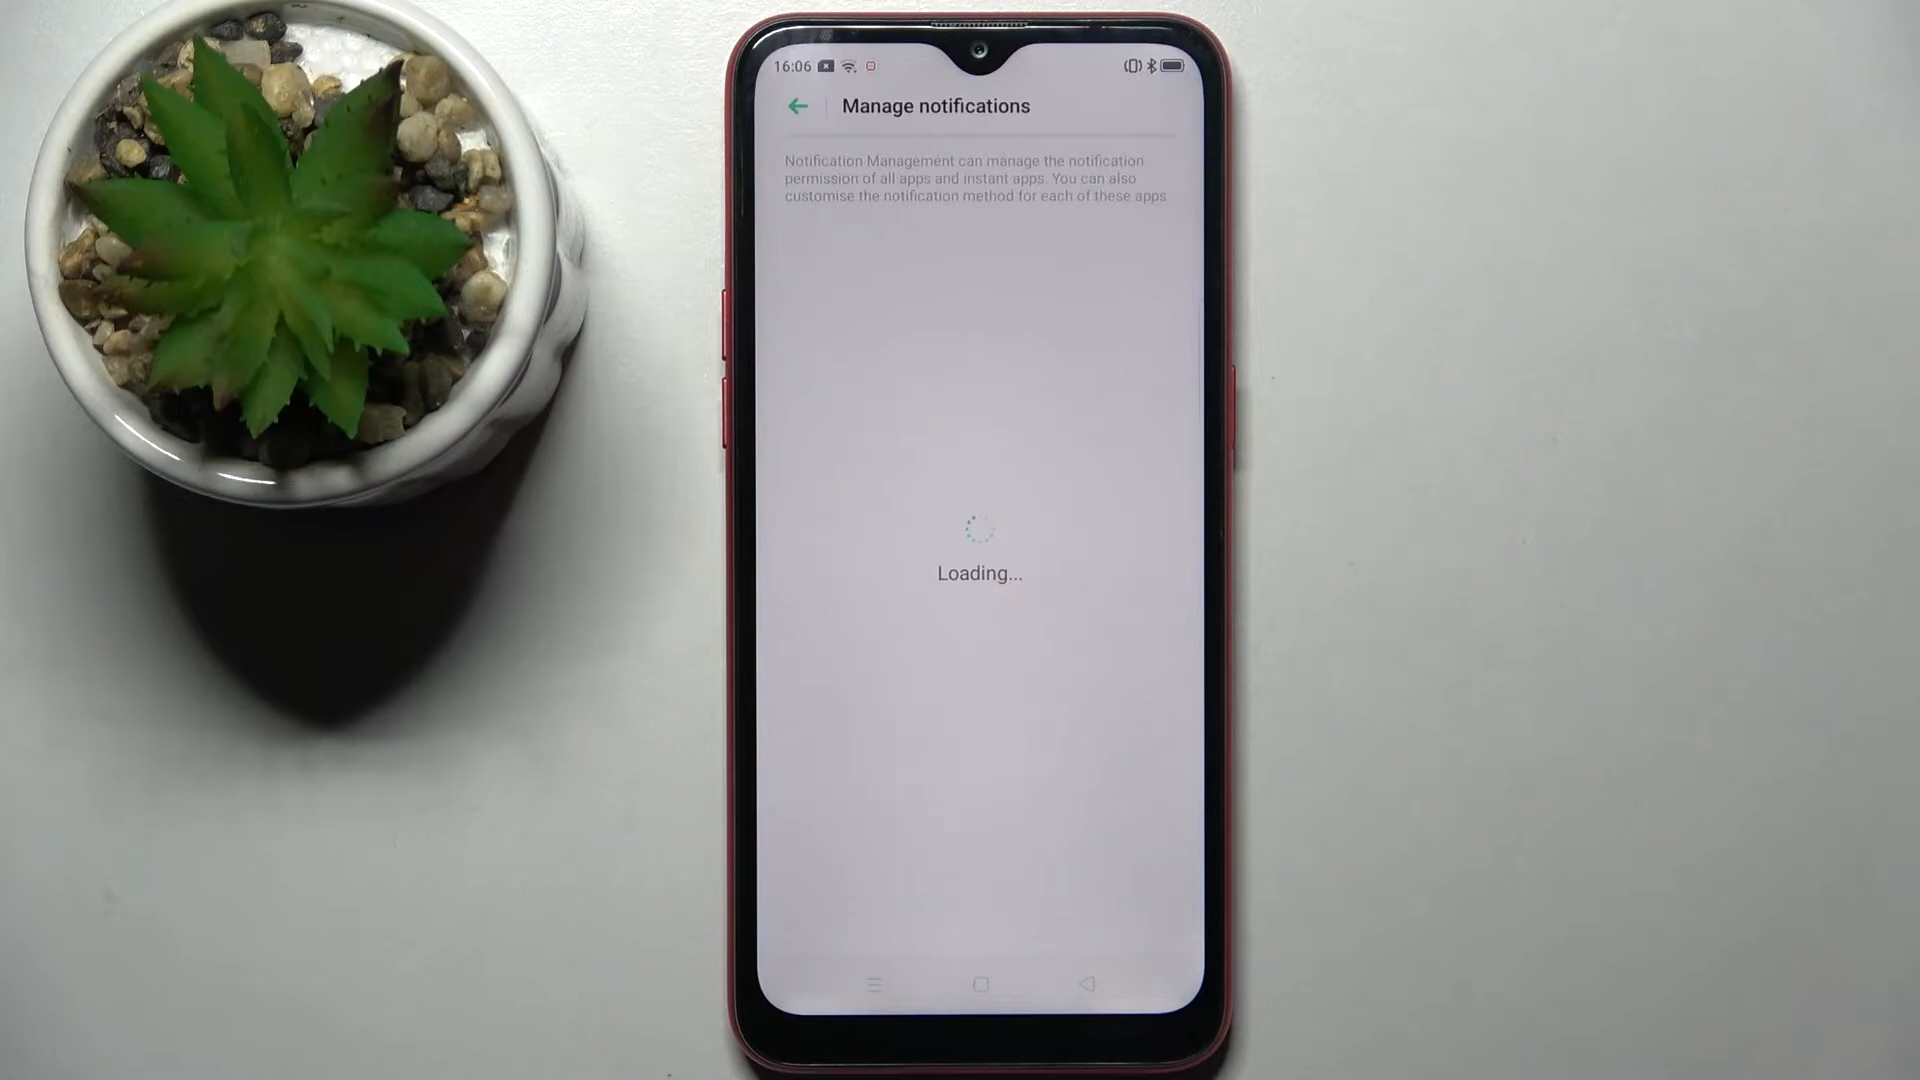 16:06
Manage notifications
Notification Management can manage the notification
permission of all apps and instant apps. You can also
customise the notification method for each of these apps
Loading...